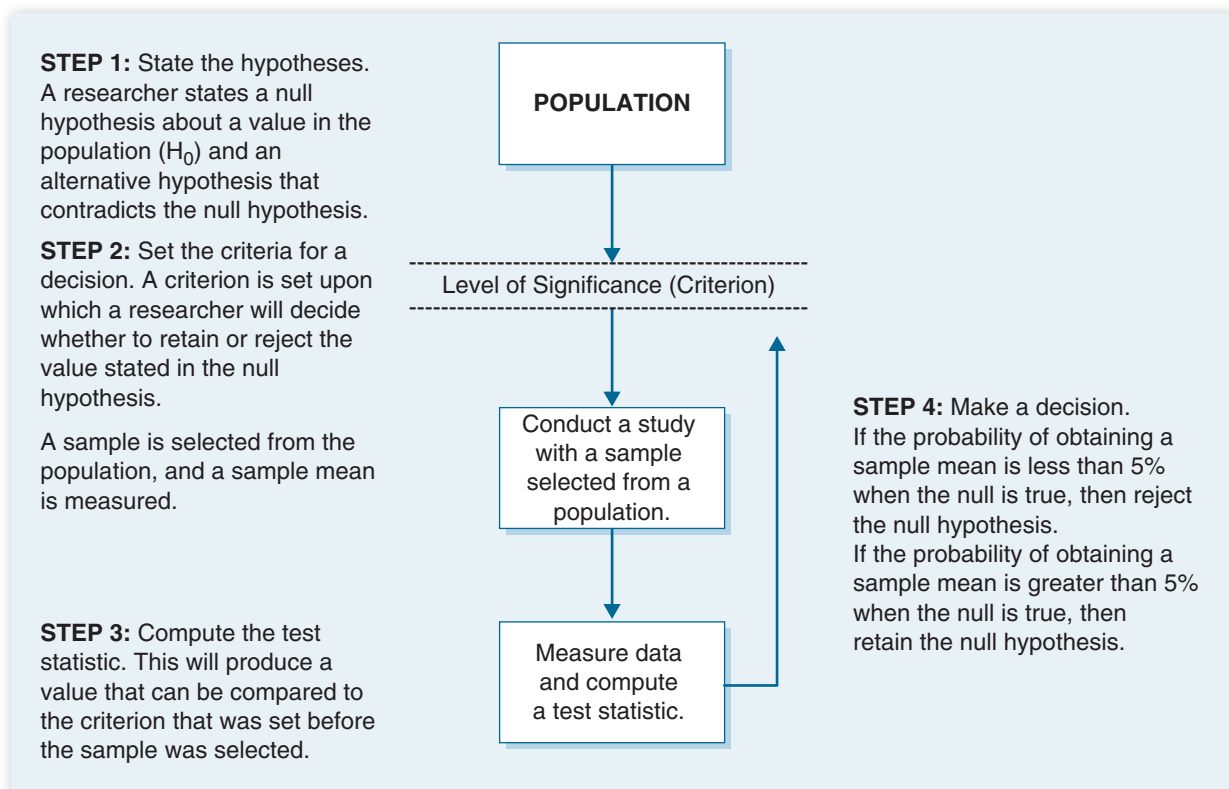 STEP 1: State the hypotheses.
A researcher states a null
hypothesis about a value in the
population (H₀) and an
alternative hypothesis that
contradicts the null hypothesis.
STEP 2: Set the criteria for a
decision. A criterion is set upon
which a researcher will decide
whether to retain or reject the
value stated in the null
hypothesis.
A sample is selected from the
population, and a sample mean
is measured.
STEP 3: Compute the test
statistic. This will produce a
value that can be compared to
the criterion that was set before
the sample was selected.
POPULATION
Level of Significance (Criterion)
Conduct a study
with a sample
selected from a
population.
Measure data
and compute
a test statistic.
STEP 4: Make a decision.
If the probability of obtaining a
sample mean is less than 5%
when the null is true, then reject
the null hypothesis.
If the probability of obtaining a
sample mean is greater than 5%
when the null is true, then
retain the null hypothesis.